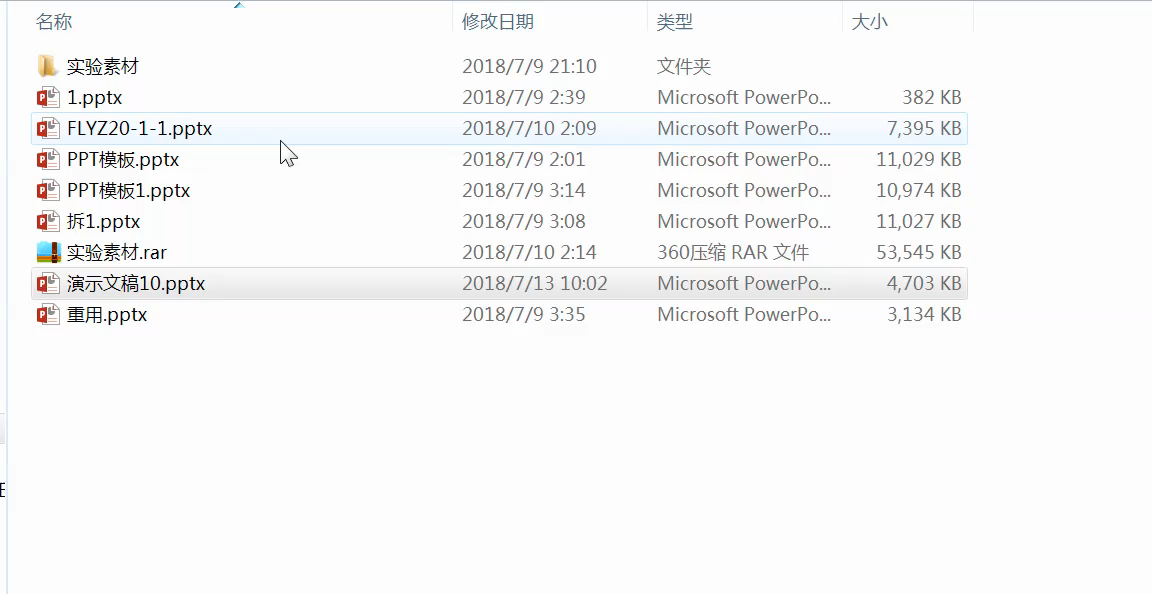 名称 修改日期 类型 大小
实验素材 2018/7/9 21:10 文件夹
1.pptx 2018/7/9 2:39 Microsoft PowerPo... 382 KB
FLYZ20-1-1.pptx 2018/7/10 2:09 Microsoft PowerPo... 7,395 KB
PPT模板.pptx 2018/7/9 2:01 Microsoft PowerPo... 11,029 KB
PPT模板1.pptx 2018/7/9 3:14 Microsoft PowerPo... 10,974 KB
拆1.pptx 2018/7/9 3:08 Microsoft PowerPo... 11,027 KB
实验素材.rar 2018/7/10 2:14 360压缩 RAR 文件 53,545 KB
演示文稿10.pptx 2018/7/13 10:02 Microsoft PowerPo... 4,703 KB
重用.pptx 2018/7/9 3:35 Microsoft PowerPo... 3,134 KB